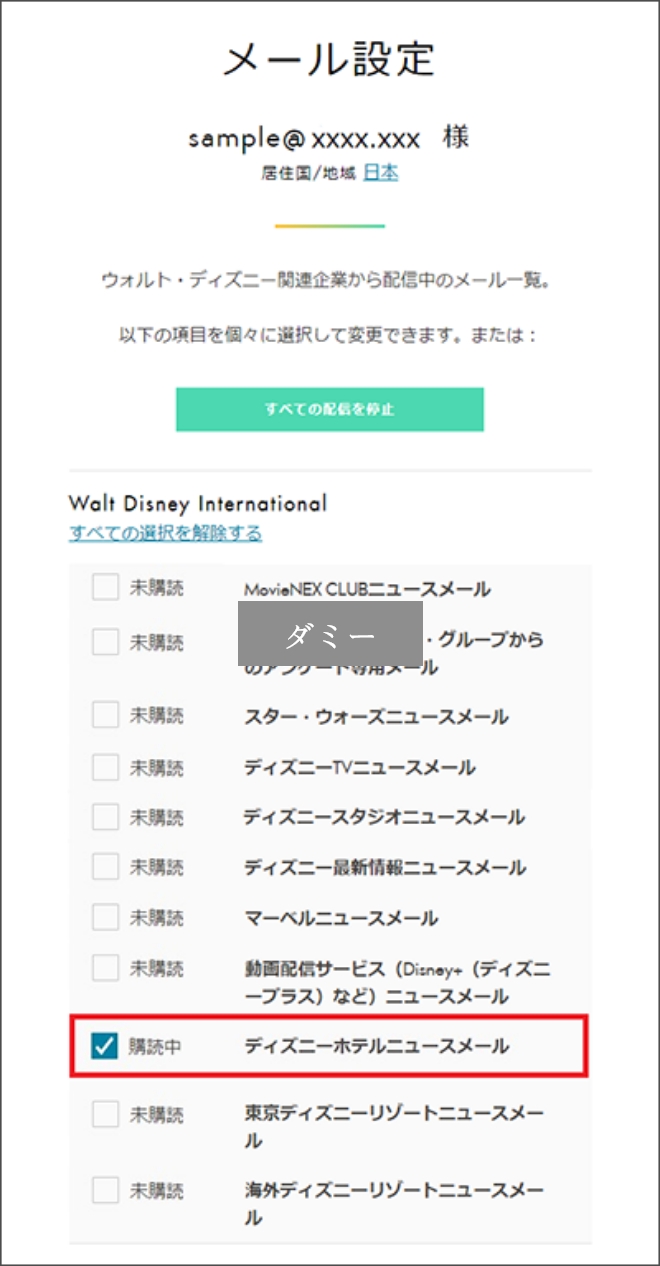 メール設定
sample@xxxx.xxx 様
居住国/地域 日本
ウォルト・ディズニー関連企業から配信中のメール一覧。
以下の項目を個々に選択して変更できます。または：
すべての配信を停止
Walt Disney International
すべての選択を解除する
未購読 MovieNEX CLUBニュースメール
ダミー
未購読 ・グループから
のアンケート専用メール
未購読 スター・ウォーズニュースメール
未購読 ディズニーTVニュースメール
未購読 ディズニースタジオニュースメール
未購読 ディズニー最新情報ニュースメール
未購読 マーベルニュースメール
未購読 動画配信サービス（Disney+（ディズニ
ープラス）など）ニュースメール
購読中 ディズニーホテルニュースメール
未購読 東京ディズニーリゾートニュースメー
ル
未購読 海外ディズニーリゾートニュースメー
ル